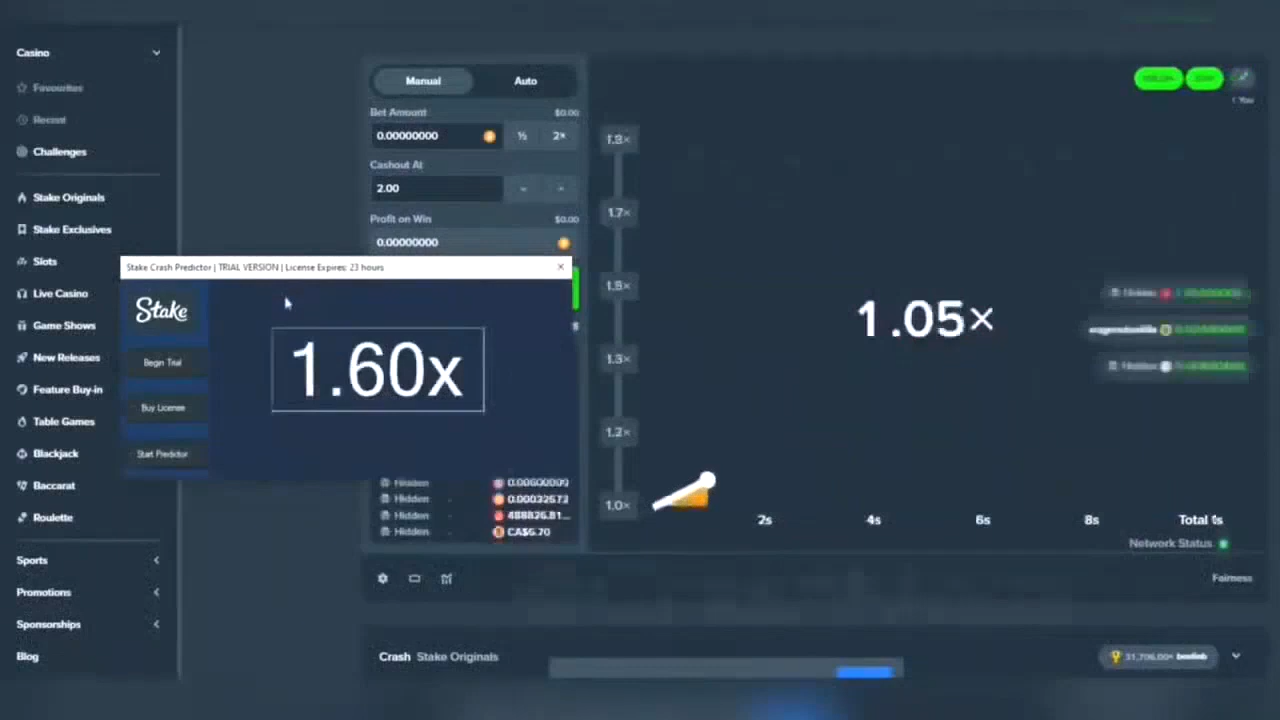 Casino
Favourites
Recent
Challenges
Stake Originals
Stake Exclusives
Slots
Live Casino
Game Shows
New Releases
Feature Buy-in
Table Games
Blackjack
Baccarat
Roulette
Sports
Promotions
Sponsorships
Blog
Manual Auto
Bet Amount $0.00
0.00000000 ½ 2×
Cashout At
2.00
Profit on Win $0.00
0.00000000
Stake Crash Predictor | TRIAL VERSION | License Expires: 23 hours
Stake
Begin Trial
Buy License
Start Predictor
1.60x
Hidden
Hidden
Hidden 488826.81...
Hidden CA$6.70
1.7×
1.5×
1.3×
1.2×
1.0×
1.05×
1 You
Hidden
Hidden
2s 4s 6s 8s Total 1s
Network Status
Fairness
Crash Stake Originals